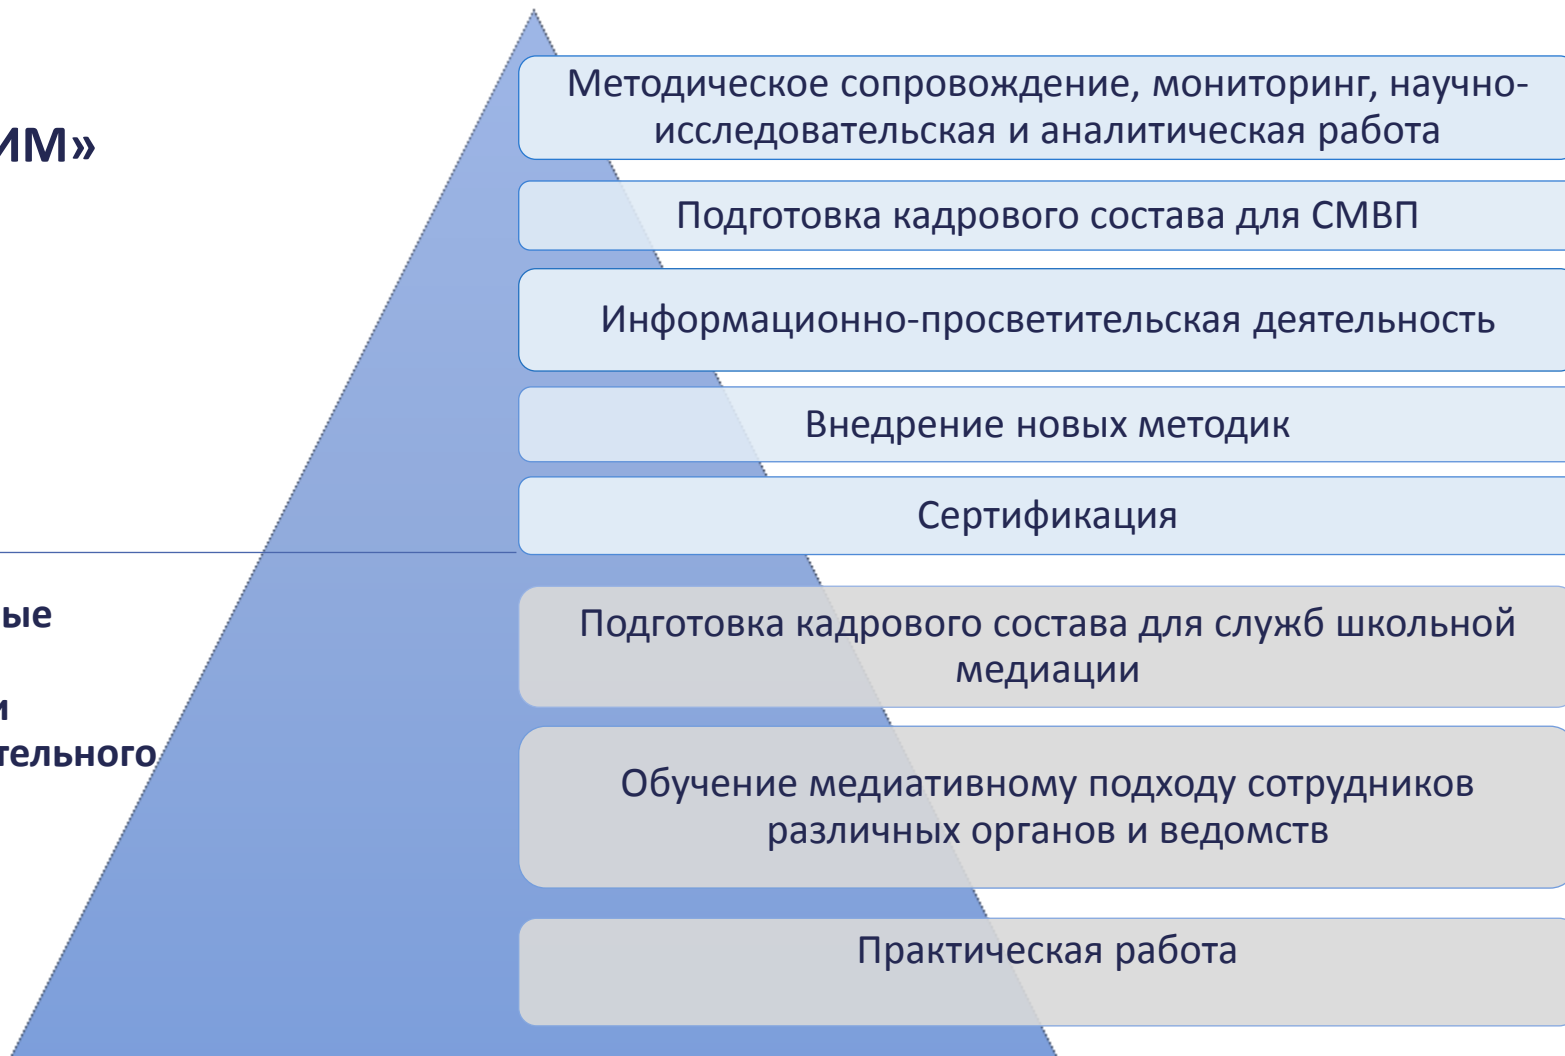 Методическое сопровождение, мониторинг, научно-
исследовательская и аналитическая работа
ИМ»
Подготовка кадрового состава для СМВП
Информационно-просветительская деятельность
Внедрение новых методик
Сертификация
ые
и
тельного
Подготовка кадрового состава для служб школьной
медиации
Обучение медиативному подходу сотрудников
различных органов и ведомств
Практическая работа